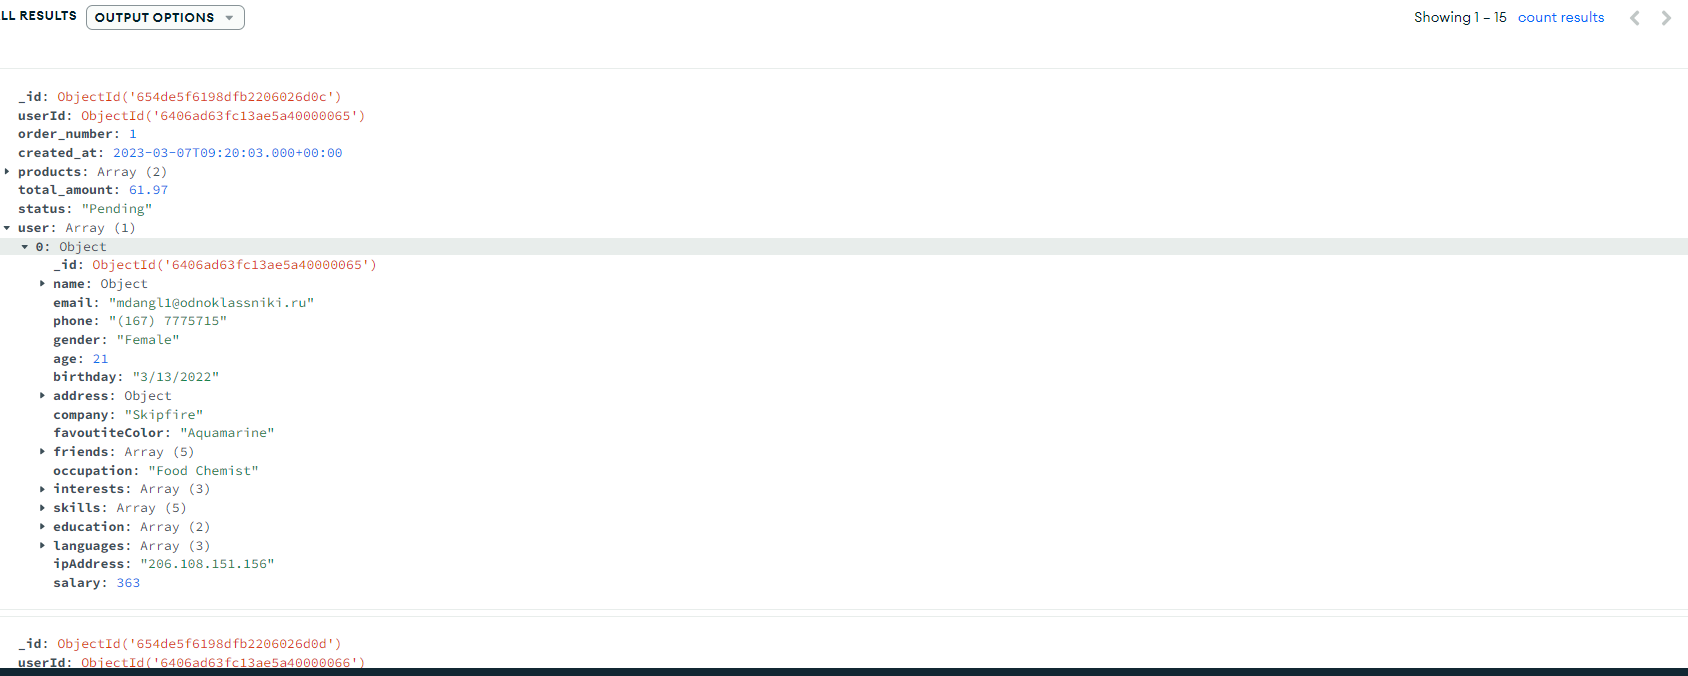 LL RESULTS OUTPUT OPTIONS Showing 1 – 15 count results
_id: ObjectId('654de5f6198dfb2206026d0c')
userId: ObjectId('6406ad63fc13ae5a40000065')
order_number: 1
created_at: 2023-03-07T09:20:03.000+00:00
products: Array (2)
total_amount: 61.97
status: "Pending"
user: Array (1)
0: Object
_id: ObjectId('6406ad63fc13ae5a40000065')
name: Object
email: "mdangl1@odnoklassniki.ru"
phone: "(167) 7775715"
gender: "Female"
age: 21
birthday: "3/13/2022"
address: Object
company: "Skipfire"
favoutiteColor: "Aquamarine"
friends: Array (5)
occupation: "Food Chemist"
interests: Array (3)
skills: Array (5)
education: Array (2)
languages: Array (3)
ipAddress: "206.108.151.156"
salary: 363
_id: ObjectId('654de5f6198dfb2206026d0d')
userId: ObjectId('6406ad63fc13ae5a40000066')